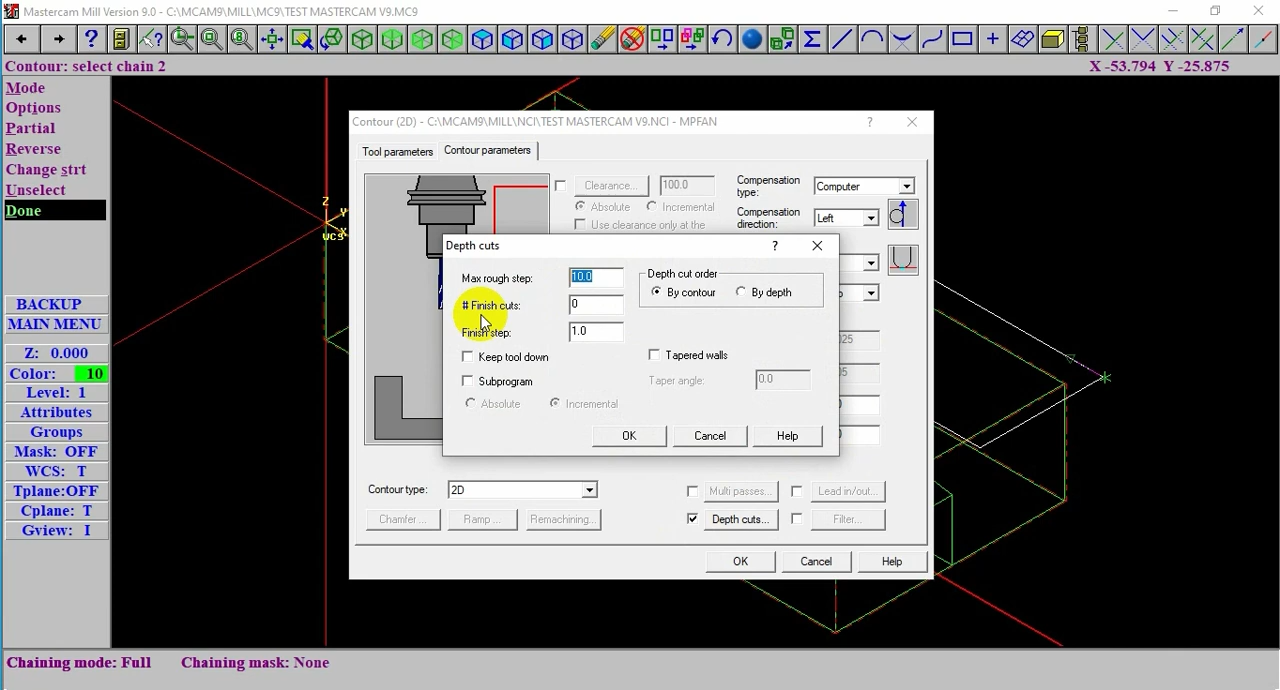 Mastercam Mill Version 9.0 - C:\MCAM9\MILL\MC9\TEST MASTERCAM V9.MC9
Contour: select chain 2
X -53.794 Y -25.875
Mode
Options
Partial
Reverse
Change strt
Unselect
Done
BACKUP
MAIN MENU
Z: 0.000
Color: 10
Level: 1
Attributes
Groups
Mask: OFF
WCS: T
Tplane:OFF
Cplane: T
Gview: I
Z
Y
X
WCS
Contour (2D) - C:\MCAM9\MILL\NCI\TEST MASTERCAM V9.NCI - MPFAN
Tool parameters
Contour parameters
Clearance...
100.0
Absolute
Incremental
Use clearance only at the
Compensation type:
Computer
Compensation direction:
Left
Depth cuts
Max rough step:
10.0
# Finish cuts:
0
Finish step:
1.0
Depth cut order
By contour
By depth
Keep tool down
Subprogram
Absolute
Incremental
Tapered walls
Taper angle:
0.0
OK
Cancel
Help
Contour type:
2D
Multi passes...
Lead in/out...
Chamfer...
Ramp ...
Remachining...
Depth cuts...
Filter...
OK
Cancel
Help
Chaining mode: Full
Chaining mask: None